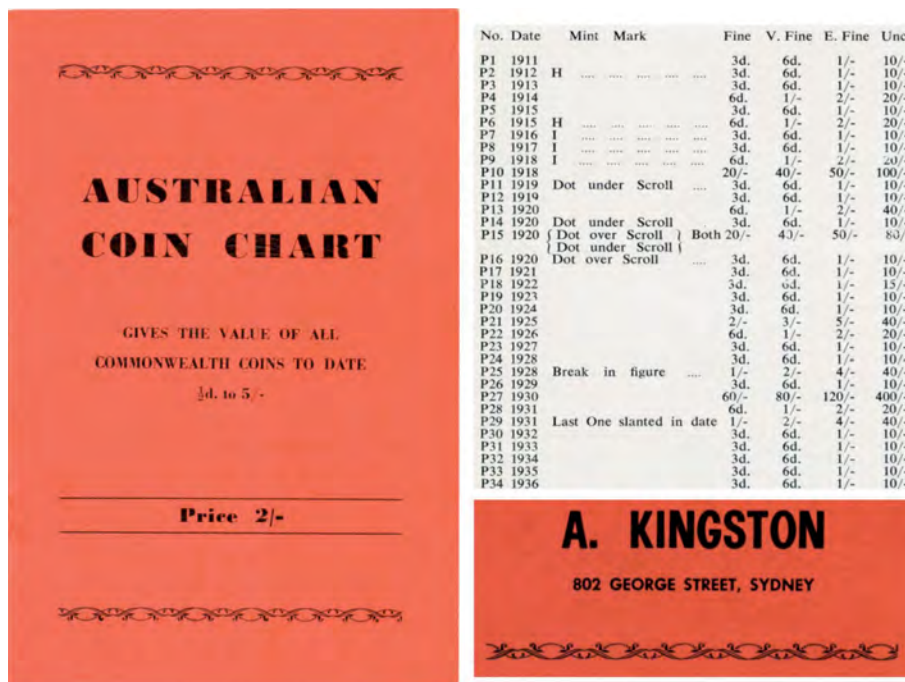 AUSTRALIAN
COIN CHART
GIVES THE VALUE OF ALL
COMMONWEALTH COINS TO DATE
½d. to 5/-
Price 2/-
No. Date Mint Mark Fine V. Fine E. Fine Unc
P1 1911 3d. 6d. 1/- 10/-
P2 1912 H .... .... .... .... .... 3d. 6d. 1/- 10/-
P3 1913 3d. 6d. 1/- 10/-
P4 1914 6d. 1/- 2/- 20/-
P5 1915 3d. 6d. 1/- 10/-
P6 1915 H .... .... .... .... .... 6d. 1/- 2/- 20/-
P7 1916 I .... .... .... .... .... 3d. 6d. 1/- 10/-
P8 1917 I .... .... .... .... .... 3d. 6d. 1/- 10/-
P9 1918 I .... .... .... .... .... 6d. 1/- 2/- 20/-
P10 1918 20/- 40/- 50/- 100/-
P11 1919 Dot under Scroll .... 3d. 6d. 1/- 10/-
P12 1919 3d. 6d. 1/- 10/-
P13 1920 6d. 1/- 2/- 40/-
P14 1920 Dot under Scroll 3d. 6d. 1/- 10/-
P15 1920 { Dot over Scroll } Both 20/- 40/- 50/- 80/-
{ Dot under Scroll {
P16 1920 Dot over Scroll .... 3d. 6d. 1/- 10/-
P17 1921 3d. 6d. 1/- 10/-
P18 1922 3d. 6d. 1/- 15/-
P19 1923 3d. 6d. 1/- 10/-
P20 1924 3d. 6d. 1/- 10/-
P21 1925 2/- 3/- 5/- 40/-
P22 1926 6d. 1/- 2/- 20/-
P23 1927 3d. 6d. 1/- 10/-
P24 1928 3d. 6d. 1/- 10/-
P25 1928 Break in figure .... 1/- 2/- 4/- 40/-
P26 1929 3d. 6d. 1/- 10/-
P27 1930 60/- 80/- 120/- 400/-
P28 1931 6d. 1/- 2/- 20/-
P29 1931 Last One slanted in date 1/- 2/- 4/- 40/-
P30 1932 3d. 6d. 1/- 10/-
P31 1933 3d. 6d. 1/- 10/-
P32 1934 3d. 6d. 1/- 10/-
P33 1935 3d. 6d. 1/- 10/-
P34 1936 3d. 6d. 1/- 10/-
A. KINGSTON
802 GEORGE STREET, SYDNEY